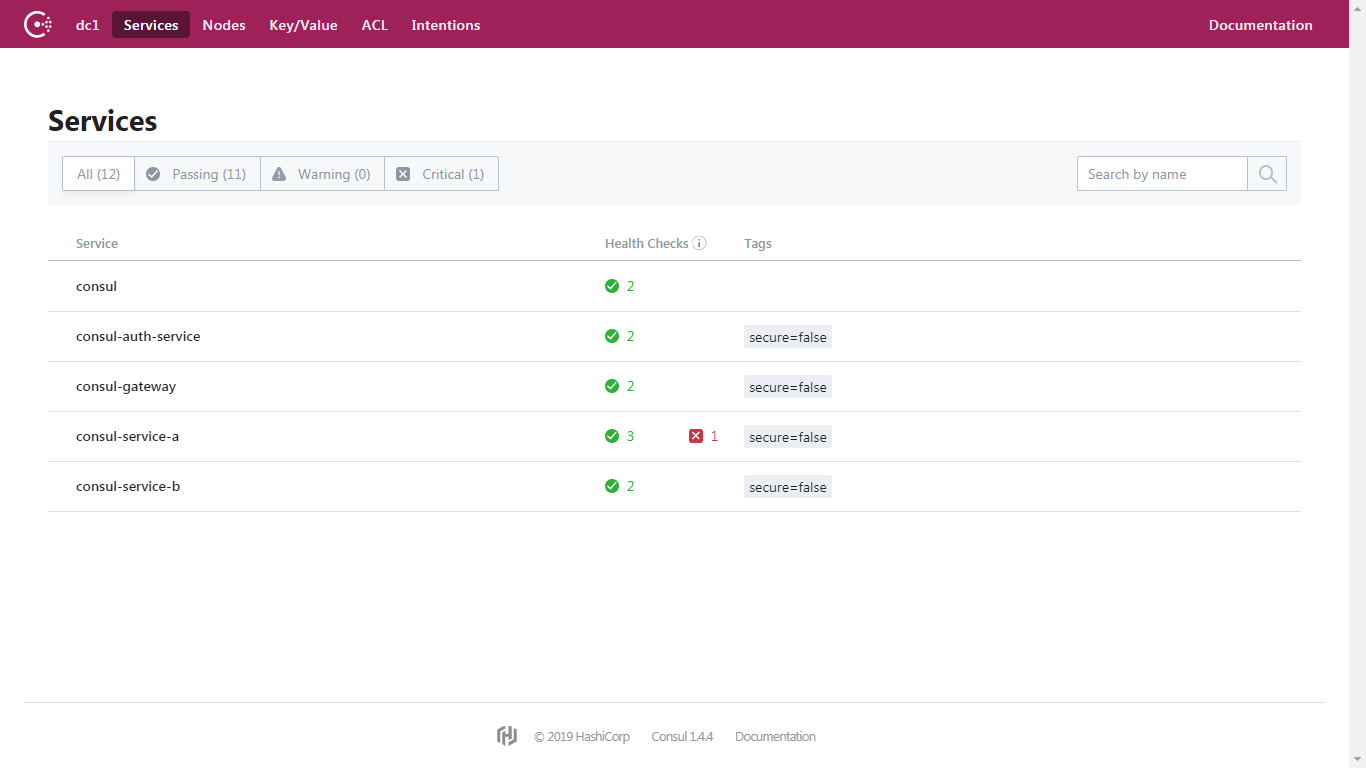 dc1 Services Nodes Key/Value ACL Intentions Documentation
Services
All (12) Passing (11) Warning (0) Critical (1) Search by name
Service Health Checks Tags
consul 2
consul-auth-service 2 secure=false
consul-gateway 2 secure=false
consul-service-a 3 1 secure=false
consul-service-b 2 secure=false
© 2019 HashiCorp Consul 1.4.4 Documentation